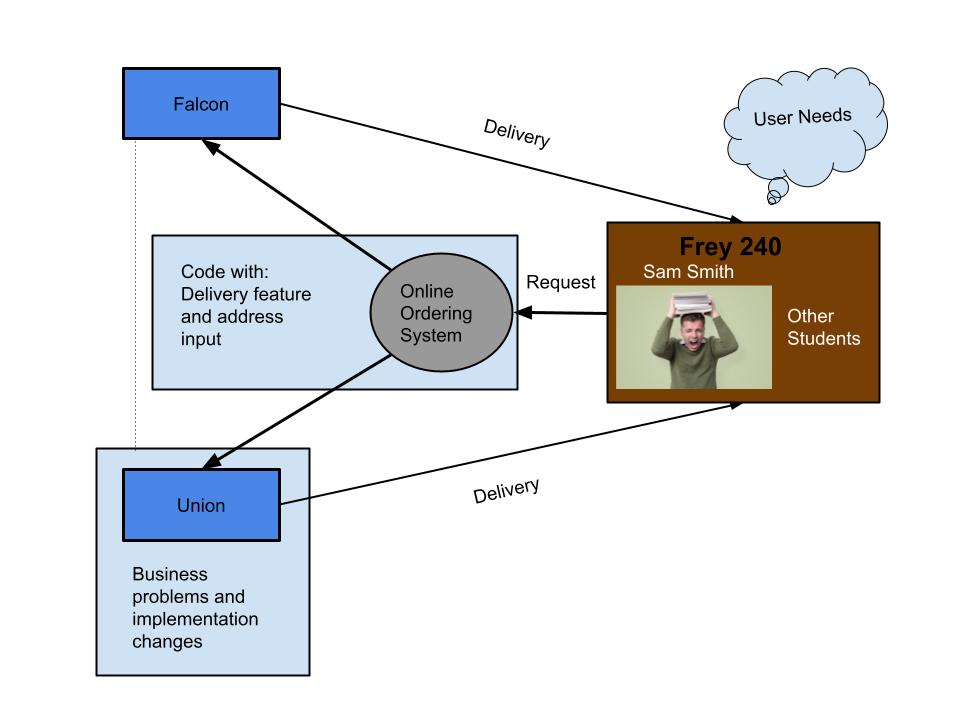 Falcon
Delivery
User Needs
Frey 240
Sam Smith
Other
Students
Request
Code with:
Delivery feature
and address
input
Online
Ordering
System
Delivery
Union
Business
problems and
implementation
changes